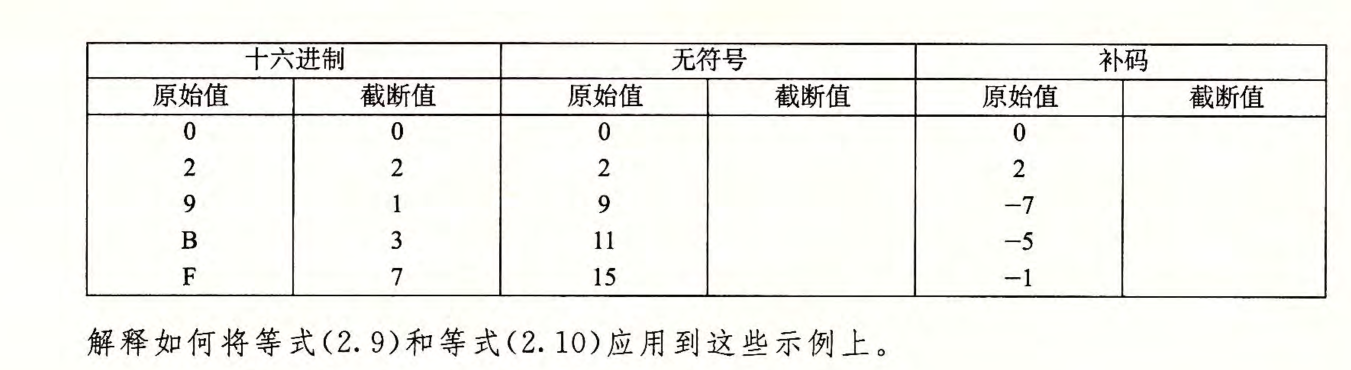 十六进制 无符号 补码
原始值 截断值 原始值 截断值 原始值 截断值
0 0 0 0
2 2 2 2
9 1 9 −7
B 3 11 −5
F 7 15 −1
解释如何将等式(2.9)和等式(2.10)应用到这些示例上。